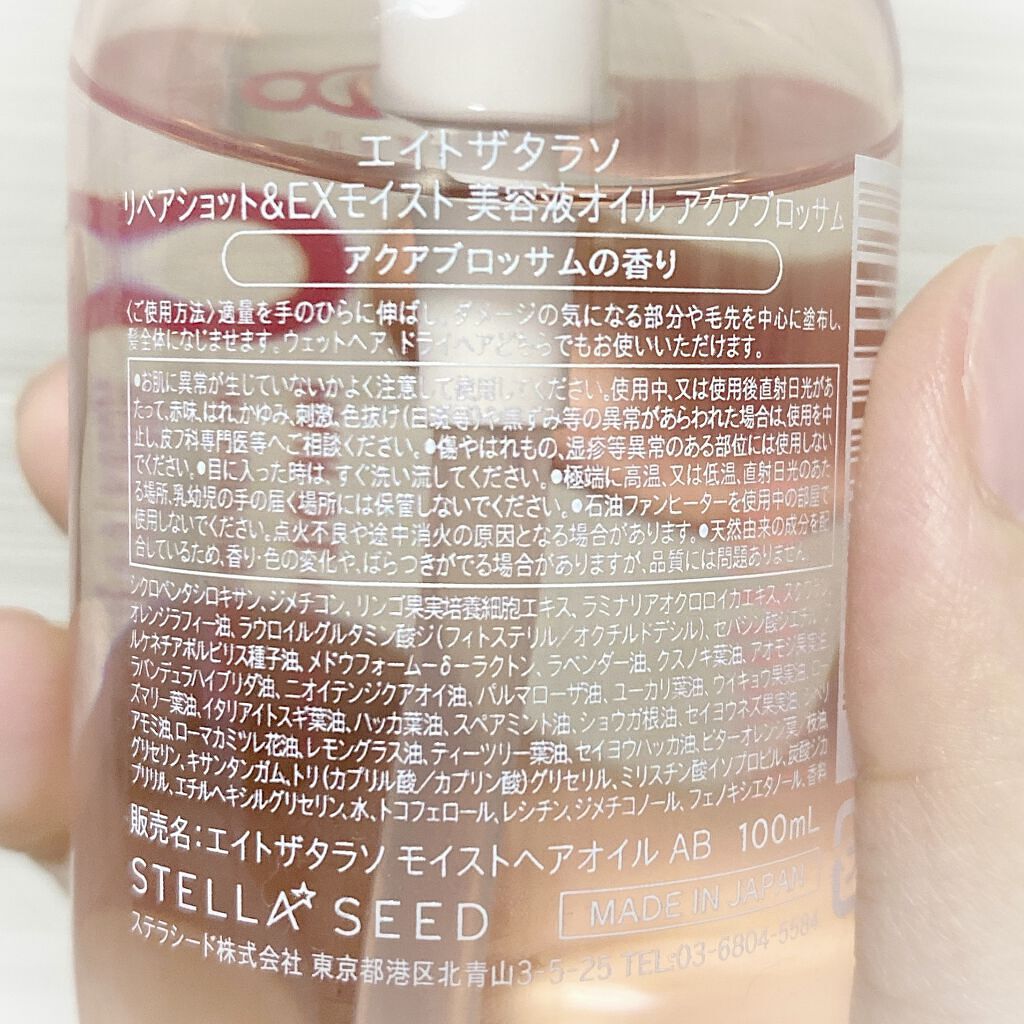 エイトザタラソ
リペアショット&EXモイスト 美容液オイル アクアブロッサム
アクアブロッサムの香り
〈ご使用方法〉適量を手のひらに伸ばし、ダメージの気になる部分や毛先を中心に塗布し、
髪全体になじませます。ウェットヘア、ドライヘアどちらでもお使いいただけます。
●お肌に異常が生じていないかよく注意して使用してください。使用中、又は使用後直射日光があ
たって、赤味、はれ、かゆみ、刺激、色抜け(白斑等)や黒ずみ等の異常があらわれた場合は、使用を中
止し、皮フ科専門医等へご相談ください。●傷やはれもの、湿疹等異常のある部位には使用しない
でください。●目に入った時は、すぐ洗い流してください。●極端に高温、又は低温、直射日光のあた
る場所、乳幼児の手の届く場所には保管しないでください。●石油ファンヒーターを使用中の部屋で
使用しないでください。点火不良や途中消火の原因となる場合があります。●天然由来の成分を配
合しているため、香り・色の変化や、ばらつきがでる場合がありますが、品質には問題ありません。
シクロペンタシロキサン、ジメチコン、リンゴ果実培養細胞エキス、ラミナリアオクロロイカエキス、スクワラン
オレンジラフィー油、ラウロイルグルタミン酸ジ(フィトステリル/オクチルドデシル)、セバシン酸ジエチル、
ルケネチアボルビリス種子油、メドウフォーム-δ-ラクトン、ラベンダー油、クスノキ葉油、アオモジ果実油
ラバンデュラハイブリダ油、ニオイテンジクアオイ油、パルマローザ油、ユーカリ葉油、ウイキョウ果実油、ロー
ズマリー葉油、イタリアイトスギ葉油、ハッカ葉油、スペアミント油、ショウガ根油、セイヨウネズ果実油、
アモミ油、ローマカミツレ花油、レモングラス油、ティーツリー葉油、セイヨウハッカ油、ビターオレンジ葉/枝油、
グリセリン、キサンタンガム、トリ(カプリル酸/カプリン酸)グリセリル、ミリスチン酸イソプロピル、炭酸ジカ
プリリル、エチルヘキシルグリセリン、水、トコフェロール、レシチン、ジメチコノール、フェノキシエタノール、香料
販売名:エイトザタラソ モイストヘアオイル AB 100mL
STELLA SEED MADE IN JAPAN
ステラシード株式会社 東京都港区北青山3-5-25 TEL:03-6804-5584